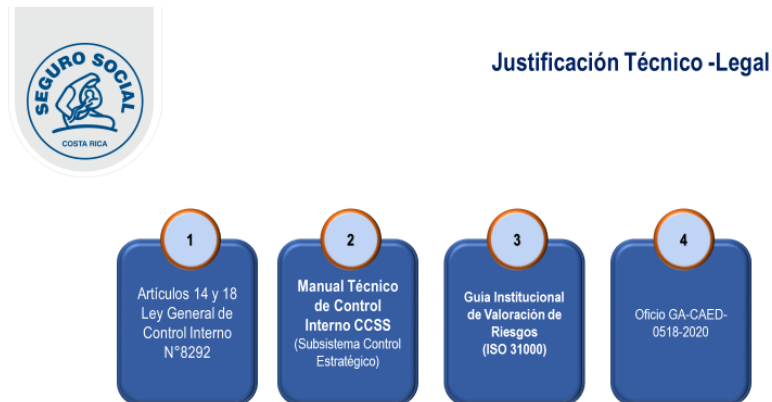 SEGURO SOCIAL
COSTA RICA
Justificación Técnico -Legal
1
Artículos 14 y 18
Ley General de
Control Interno
N°8292
2
Manual Técnico
de Control
Interno CCSS
(Subsistema Control
Estratégico)
3
Guia Institucional
de Valoración de
Riesgos
(ISO 31000)
4
Oficio GA-CAED-
0518-2020